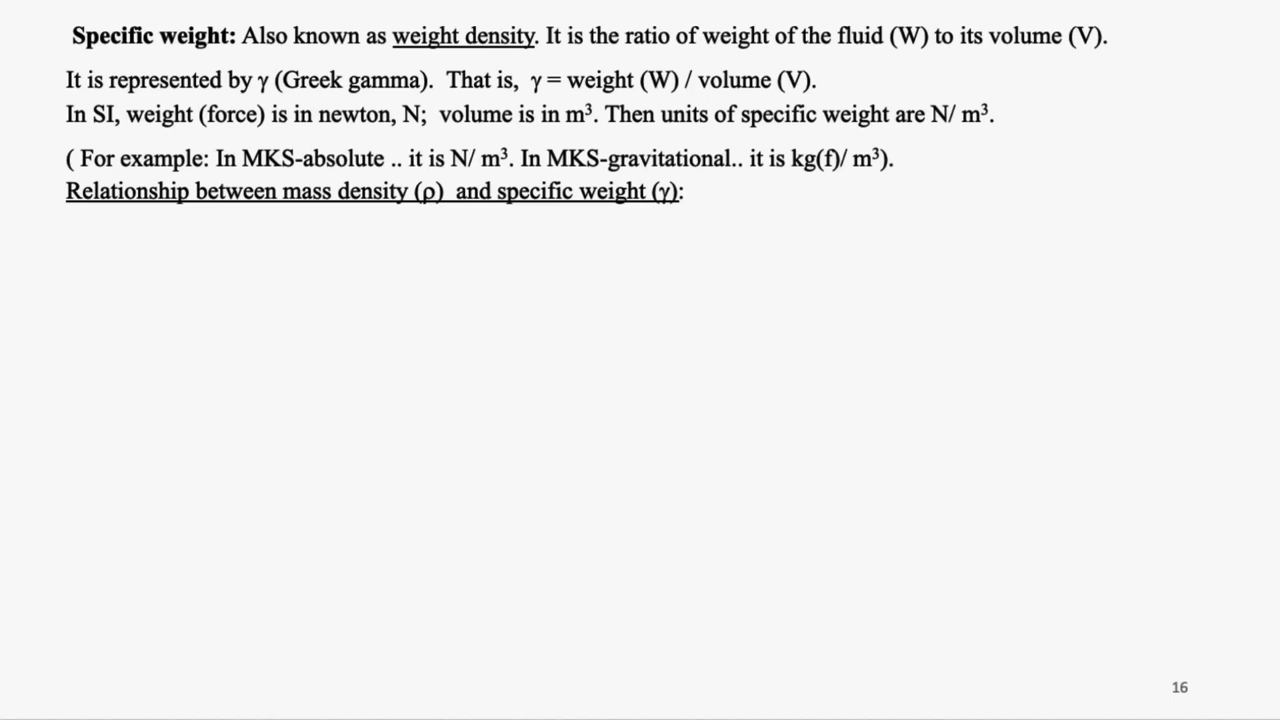 Specific weight: Also known as weight density. It is the ratio of weight of the fluid (W) to its volume (V).
It is represented by γ (Greek gamma).  That is,  γ = weight (W) / volume (V).
In SI, weight (force) is in newton, N;  volume is in m³. Then units of specific weight are N/ m³.
( For example: In MKS-absolute .. it is N/ m³. In MKS-gravitational.. it is kg(f)/ m³).
Relationship between mass density (ρ)  and specific weight (γ):
16